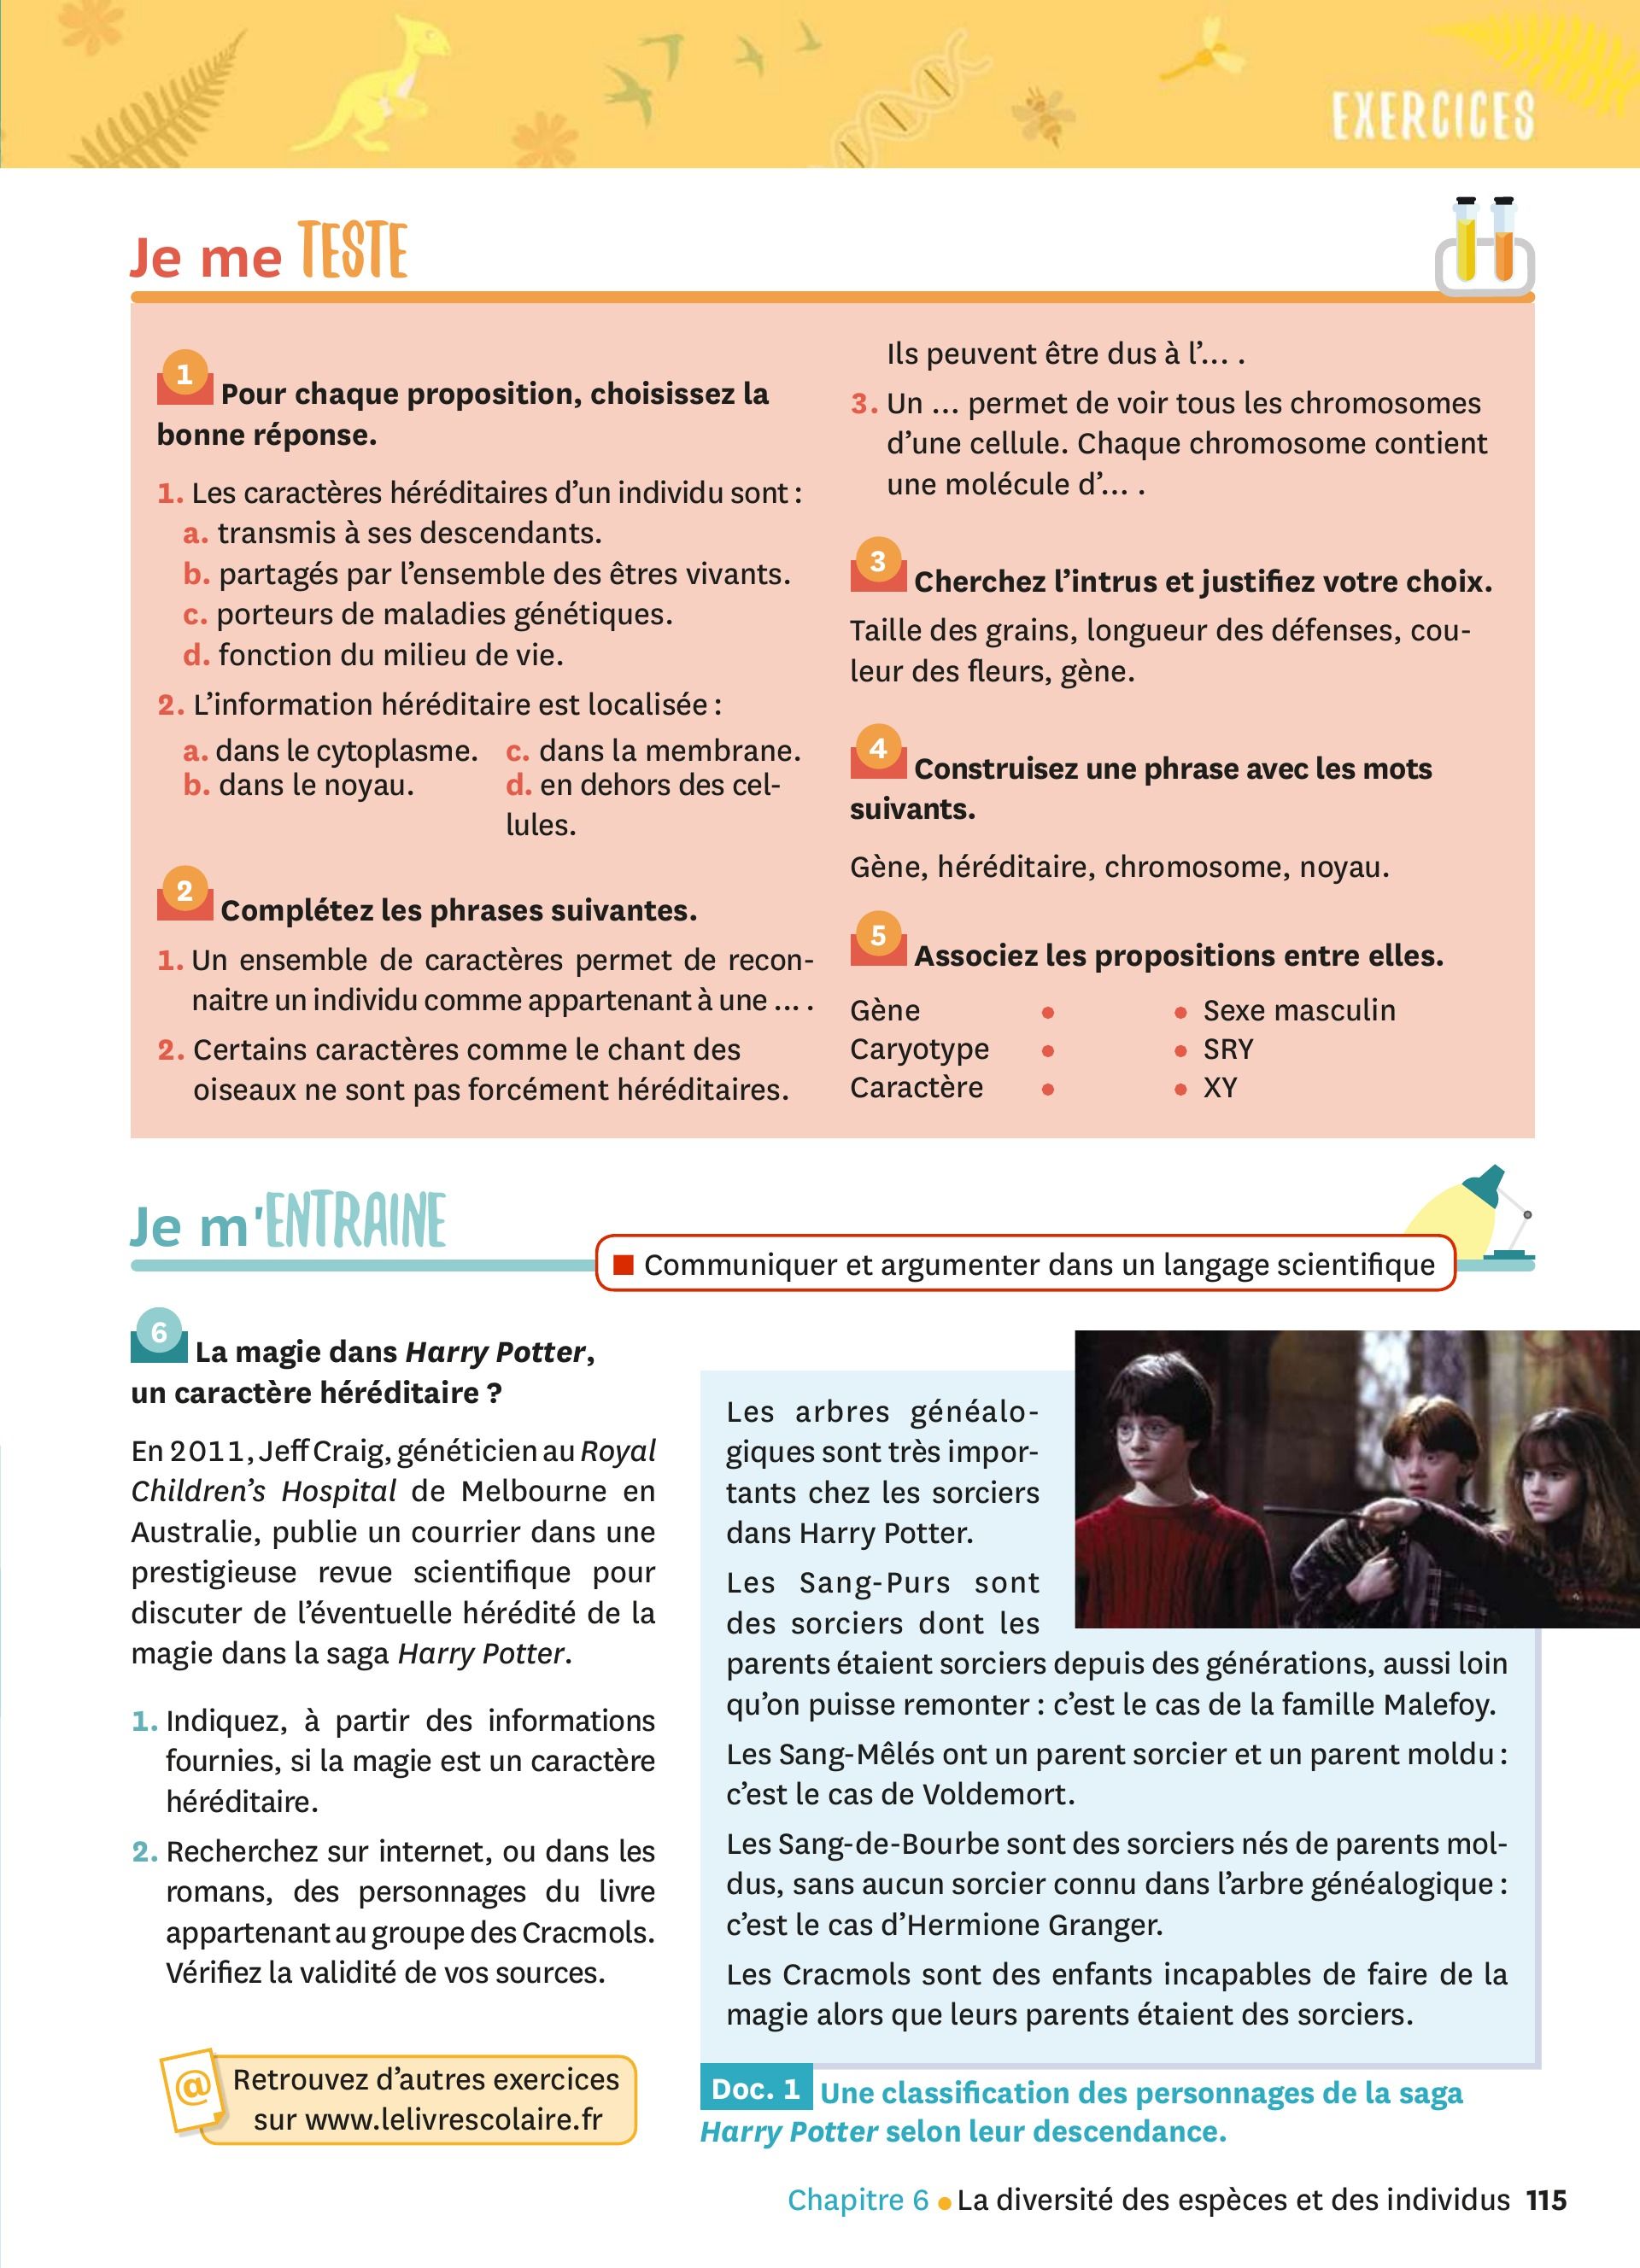 EXERCICES
Je me TESTE
1 Pour chaque proposition, choisissez la
bonne réponse.
1. Les caractères héréditaires d’un individu sont :
a. transmis à ses descendants.
b. partagés par l’ensemble des êtres vivants.
c. porteurs de maladies génétiques.
d. fonction du milieu de vie.
2. L’information héréditaire est localisée :
a. dans le cytoplasme.
b. dans le noyau.
c. dans la membrane.
d. en dehors des cel-
lules.
2 Complétez les phrases suivantes.
1. Un ensemble de caractères permet de recon-
naitre un individu comme appartenant à une ... .
2. Certains caractères comme le chant des
oiseaux ne sont pas forcément héréditaires.
Ils peuvent être dus à l’... .
3. Un ... permet de voir tous les chromosomes
d’une cellule. Chaque chromosome contient
une molécule d’... .
3 Cherchez l’intrus et justifiez votre choix.
Taille des grains, longueur des défenses, cou-
leur des fleurs, gène.
4 Construisez une phrase avec les mots
suivants.
Gène, héréditaire, chromosome, noyau.
5 Associez les propositions entre elles.
Gène • • Sexe masculin
Caryotype • • SRY
Caractère • • XY
Je m'ENTRAINE
■ Communiquer et argumenter dans un langage scientifique
6 La magie dans Harry Potter,
un caractère héréditaire ?
En 2011, Jeff Craig, généticien au Royal
Children’s Hospital de Melbourne en
Australie, publie un courrier dans une
prestigieuse revue scientifique pour
discuter de l’éventuelle hérédité de la
magie dans la saga Harry Potter.
1. Indiquez, à partir des informations
fournies, si la magie est un caractère
héréditaire.
2. Recherchez sur internet, ou dans les
romans, des personnages du livre
appartenant au groupe des Cracmols.
Vérifiez la validité de vos sources.
@ Retrouvez d’autres exercices
sur www.lelivrescolaire.fr
Les arbres généalo-
giques sont très impor-
tants chez les sorciers
dans Harry Potter.
Les Sang-Purs sont
des sorciers dont les
parents étaient sorciers depuis des générations, aussi loin
qu’on puisse remonter : c’est le cas de la famille Malefoy.
Les Sang-Mêlés ont un parent sorcier et un parent moldu :
c’est le cas de Voldemort.
Les Sang-de-Bourbe sont des sorciers nés de parents mol-
dus, sans aucun sorcier connu dans l’arbre généalogique :
c’est le cas d’Hermione Granger.
Les Cracmols sont des enfants incapables de faire de la
magie alors que leurs parents étaient des sorciers.
Doc. 1 Une classification des personnages de la saga
Harry Potter selon leur descendance.
Chapitre 6 • La diversité des espèces et des individus 115